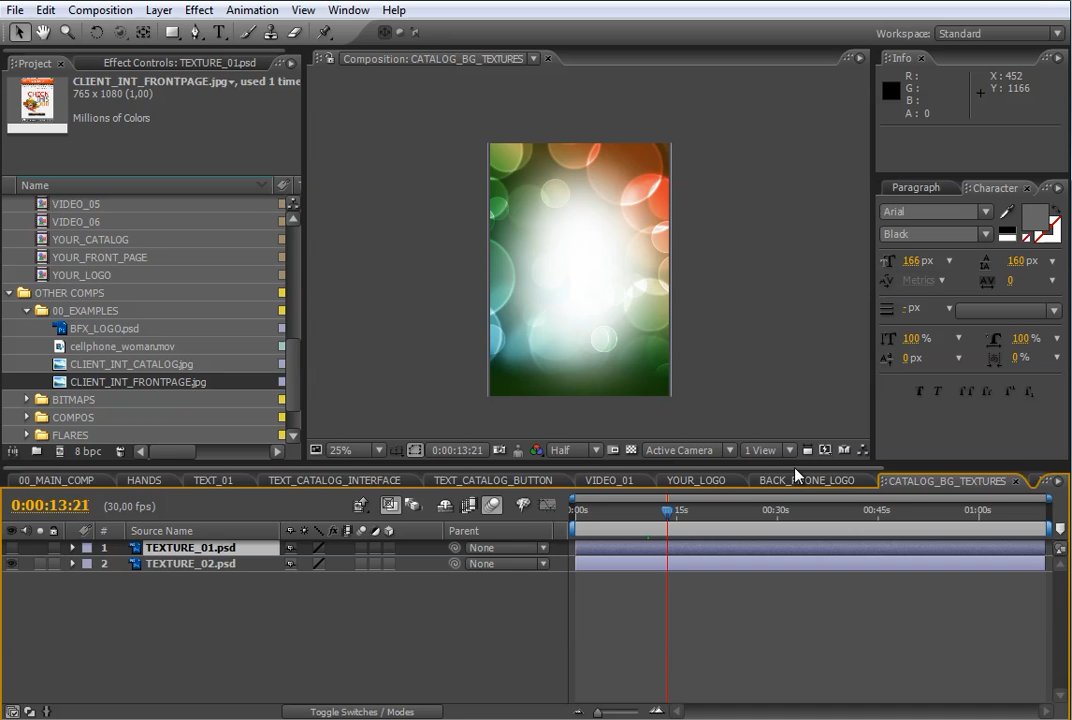 File Edit Composition Layer Effect Animation View Window Help
Workspace: Standard
Project Effect Controls: TEXTURE_01.psd
CLIENT_INT_FRONTPAGE.jpg, used 1 time
765 x 1080 (1,00)
Millions of Colors
Name
VIDEO_05
VIDEO_06
YOUR_CATALOG
YOUR_FRONT_PAGE
YOUR_LOGO
OTHER COMPS
00_EXAMPLES
BFX_LOGO.psd
cellphone_woman.mov
CLIENT_INT_CATALOG.jpg
CLIENT_INT_FRONTPAGE.jpg
BITMAPS
COMPOS
FLARES
8 bpc
Composition: CATALOG_BG_TEXTURES
25% 0:00:13:21 Half Active Camera 1 View
Info
R :
G :
B :
A : 0
X : 452
Y : 1166
Paragraph Character
Arial
Black
166 px 160 px
Metrics 0
- px
100 % 100 %
0 px 0 %
T T TT Tr T¹ T₁
00_MAIN_COMP HANDS TEXT_01 TEXT_CATALOG_INTERFACE TEXT_CATALOG_BUTTON VIDEO_01 YOUR_LOGO BACK_PHONE_LOGO CATALOG_BG_TEXTURES
0:00:13:21 (30,00 fps)
:00s 15s 00:30s 00:45s 01:00s
# Source Name Parent
1 TEXTURE_01.psd None
2 TEXTURE_02.psd None
Toggle Switches / Modes